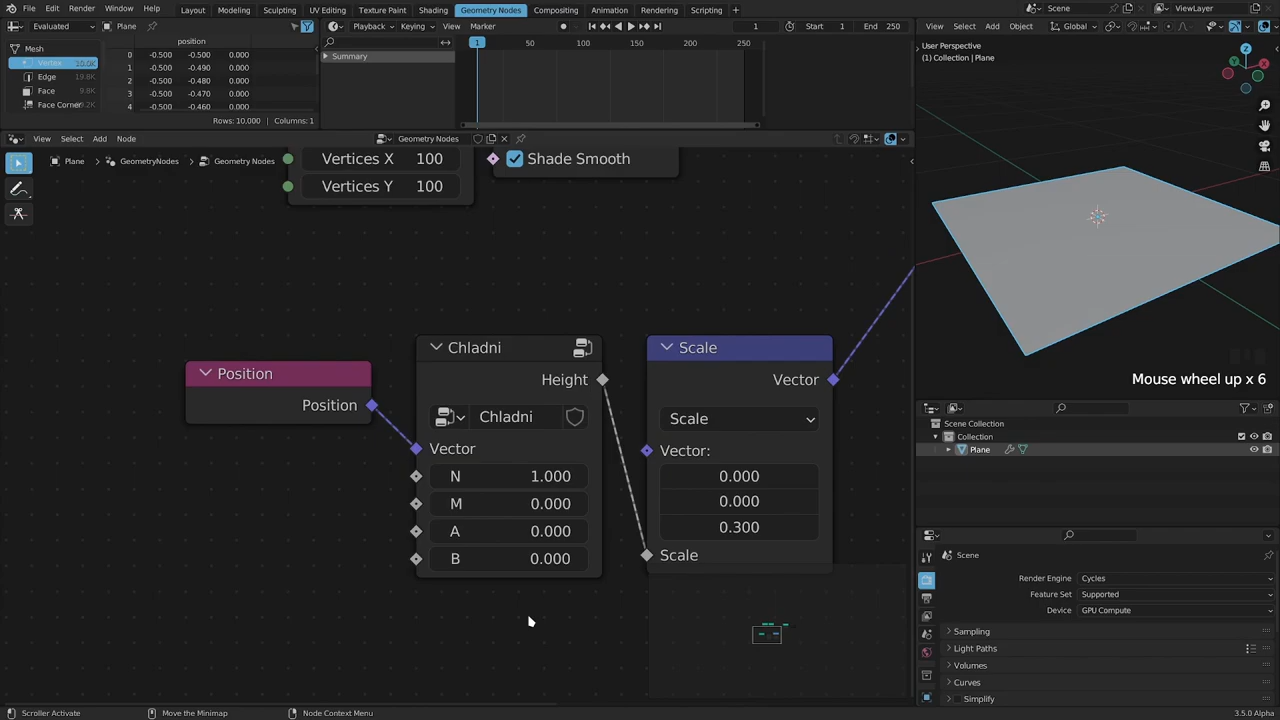 File Edit Render Window Help Layout Modeling Sculpting UV Editing Texture Paint Shading Geometry Nodes Compositing Animation Rendering Scripting + Scene ViewLayer
Evaluated Plane Playback Keying View Marker 1 Start 1 End 250 View Select Add Object Global
Mesh
Vertex 10.0K
Edge 19.8K
Face 9.8K
Face Corner
position
0 -0.500 -0.500 0.000
1 -0.500 -0.490 0.000
2 -0.500 -0.480 0.000
3 -0.500 -0.470 0.000
4 -0.500 -0.460 0.000
Rows: 10,000 Columns: 1
1 50 100 150 200 250
Summary
User Perspective
(1) Collection | Plane
View Select Add Node Geometry Nodes
Plane > GeometryNodes > Geometry Nodes
Vertices X 100
Vertices Y 100
Shade Smooth
Position
Position
Chladni
Height
Chladni
Vector
N 1.000
M 0.000
A 0.000
B 0.000
Scale
Vector
Scale
Vector:
0.000
0.000
0.300
Scale
X
Y
Z
Mouse wheel up x 6
Scene Collection
Collection
Plane
Scene
Render Engine Cycles
Feature Set Supported
Device GPU Compute
Sampling
Light Paths
Volumes
Curves
Simplify
Scroller Activate Move the Minimap Node Context Menu 3.5.0 Alpha